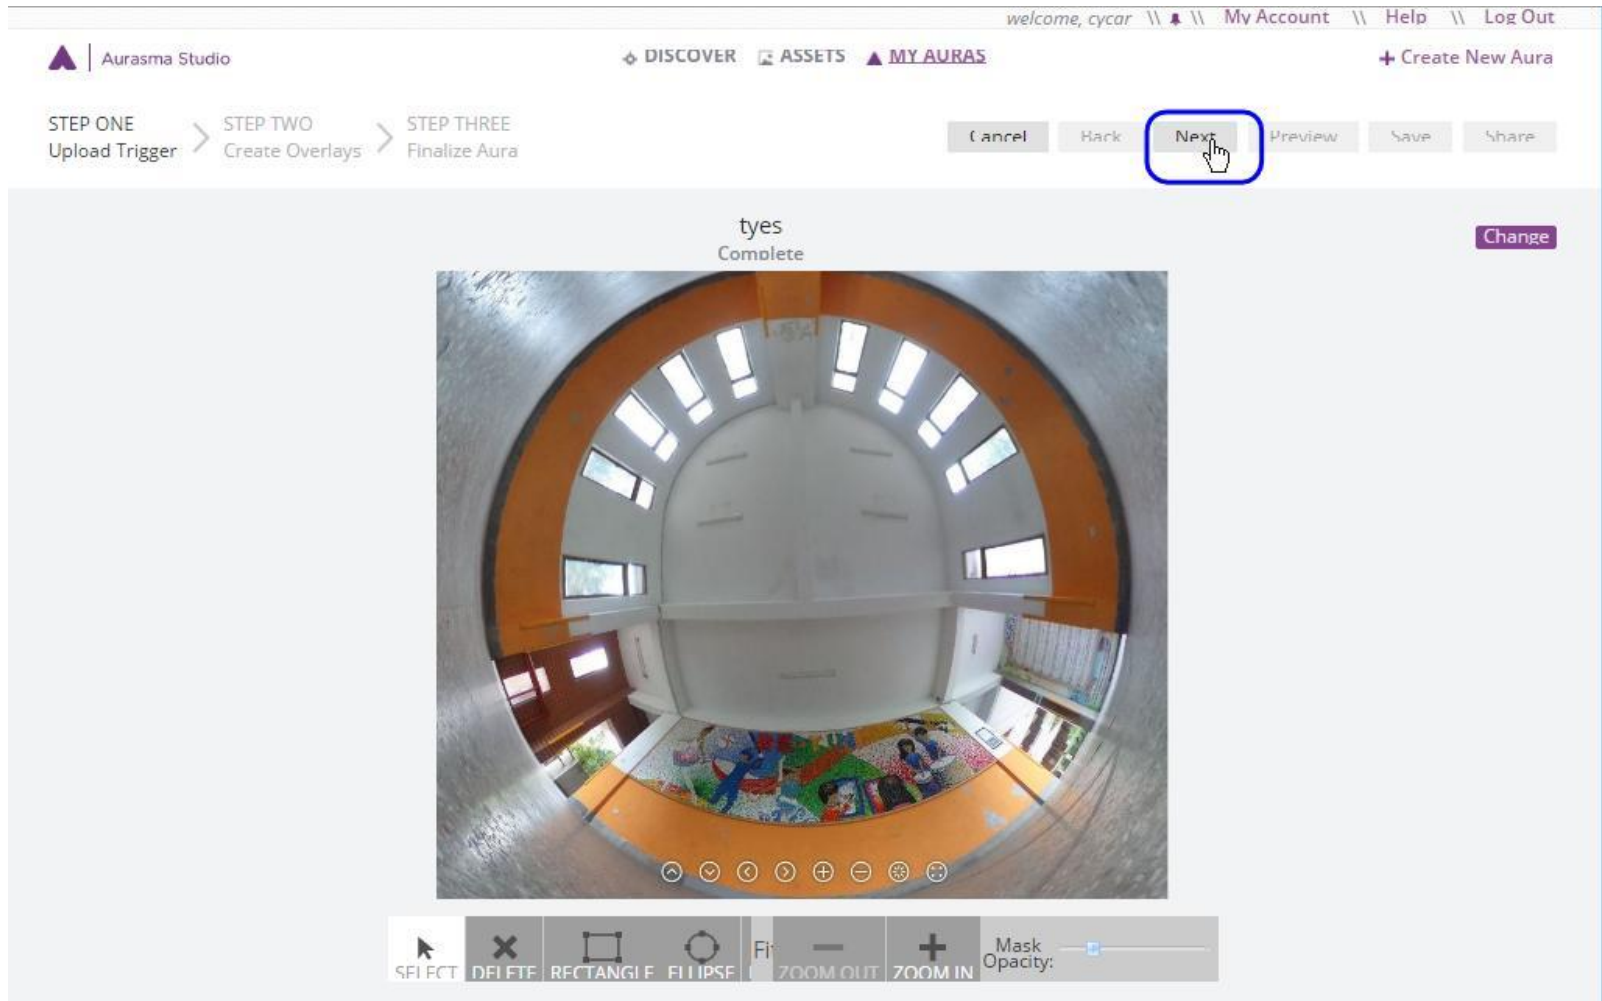 welcome, cycar \\ \\ My Account \\ Help \\ Log Out
Aurasma Studio
DISCOVER ASSETS MY AURAS
+ Create New Aura
STEP ONE
Upload Trigger
STEP TWO
Create Overlays
STEP THREE
Finalize Aura
Cancel Back Next Preview Save Share
tyes
Complete
Change
SELECT DELETE RECTANGLE ELLIPSE ZOOM OUT ZOOM IN
Mask
Opacity: